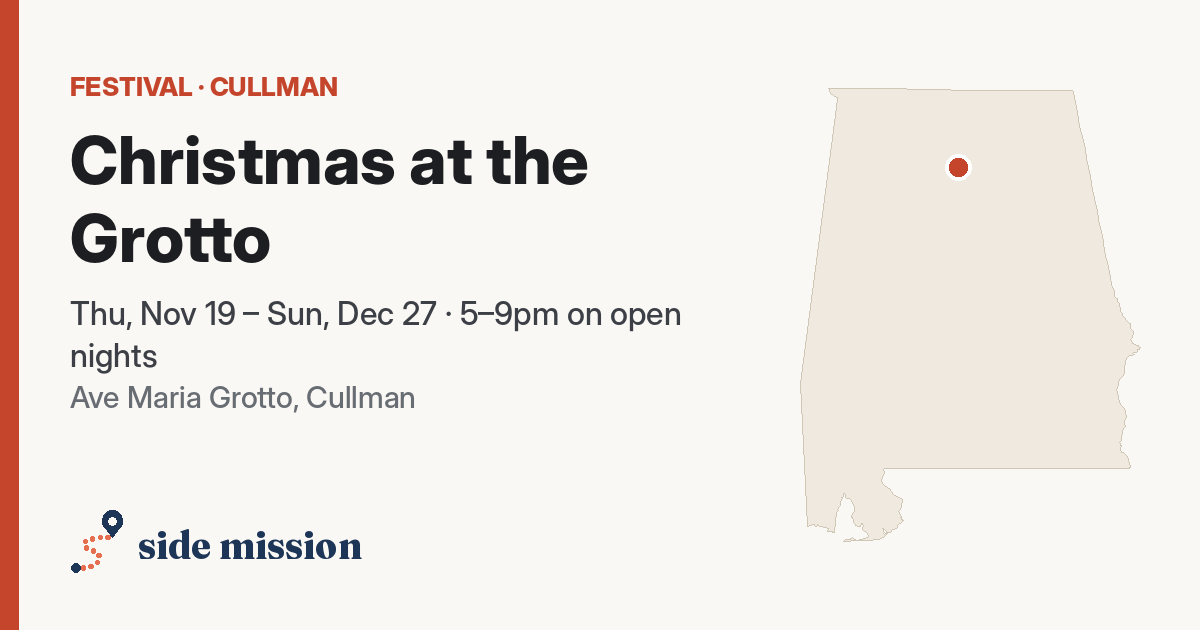 FESTIVAL · CULLMAN
Christmas at the
Grotto
Thu, Nov 19 – Sun, Dec 27 · 5–9pm on open
nights
Ave Maria Grotto, Cullman
side mission